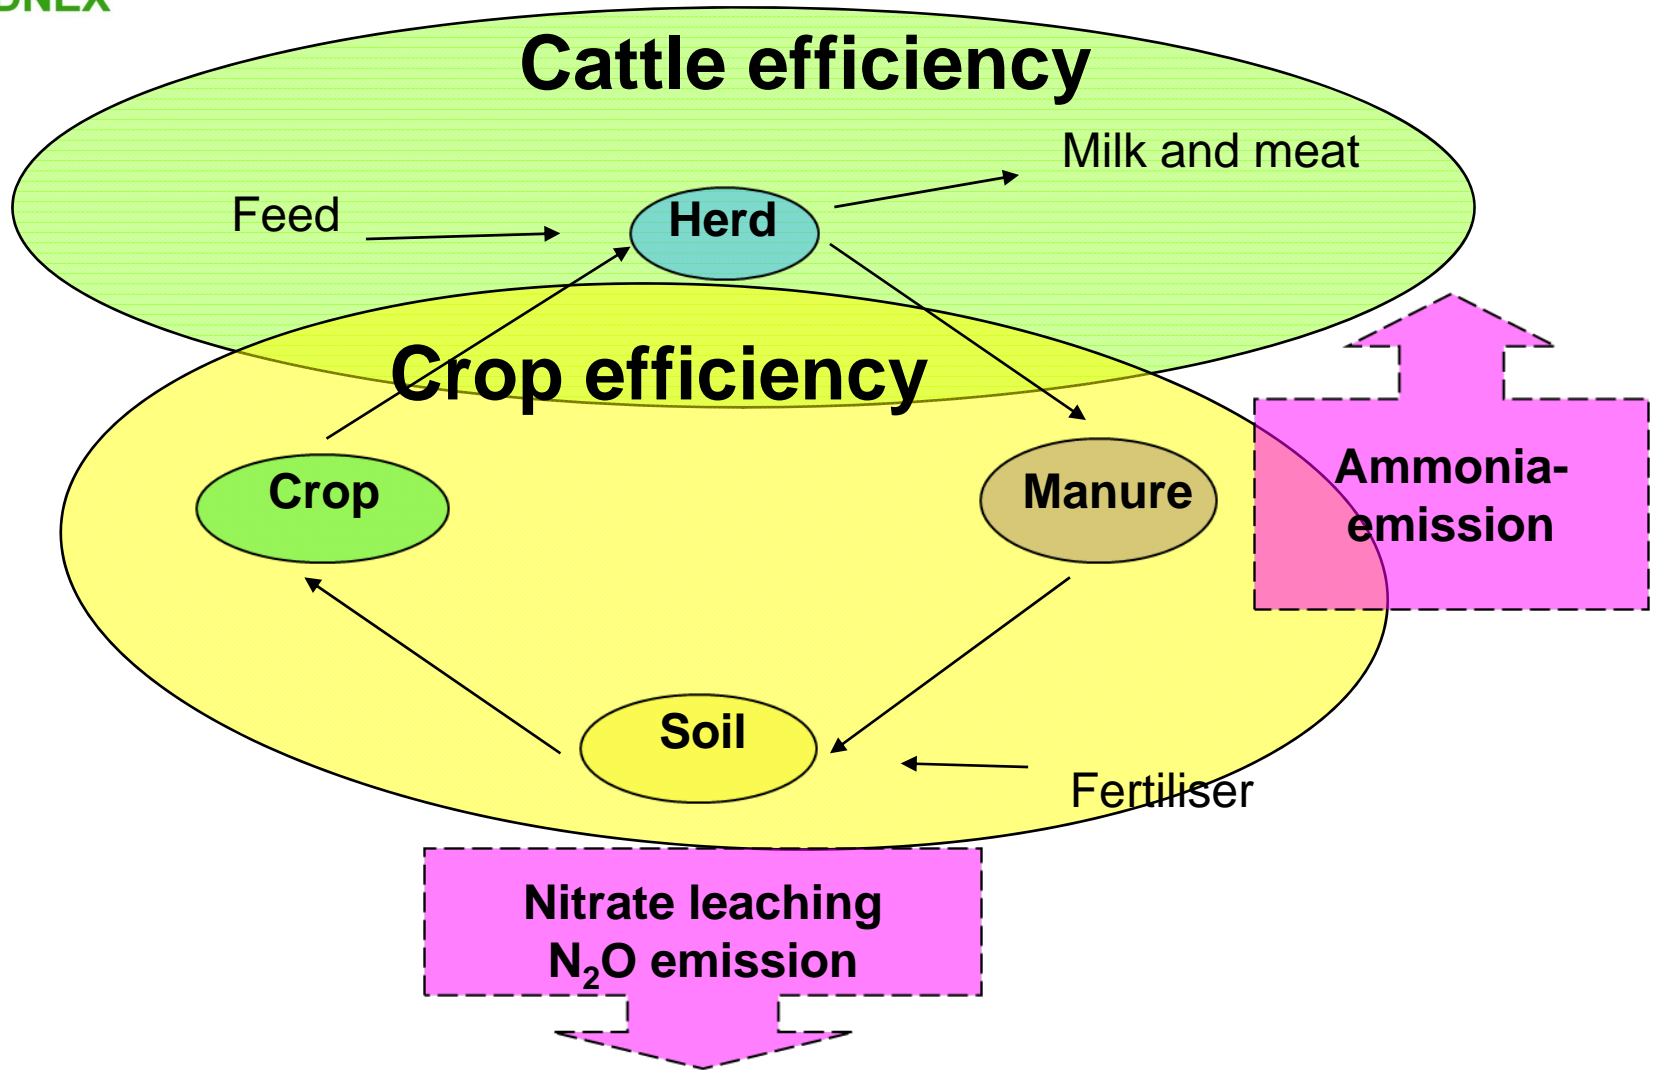 Cattle efficiency
Milk and meat
Feed
Herd
Crop efficiency
Crop
Manure
Ammonia-
emission
Soil
Fertiliser
Nitrate leaching
N₂O emission